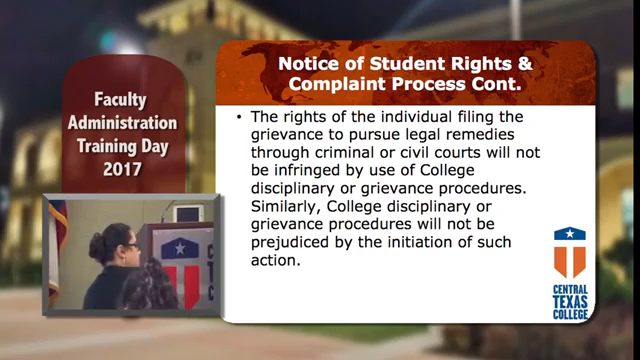 Faculty
Administration
Training Day
2017
Notice of Student Rights &
Complaint Process Cont.
• The rights of the individual filing the
grievance to pursue legal remedies
through criminal or civil courts will not
be infringed by use of College
disciplinary or grievance procedures.
Similarly, College disciplinary or
grievance procedures will not be
prejudiced by the initiation of such
action.
CENTRAL
TEXAS
COLLEGE